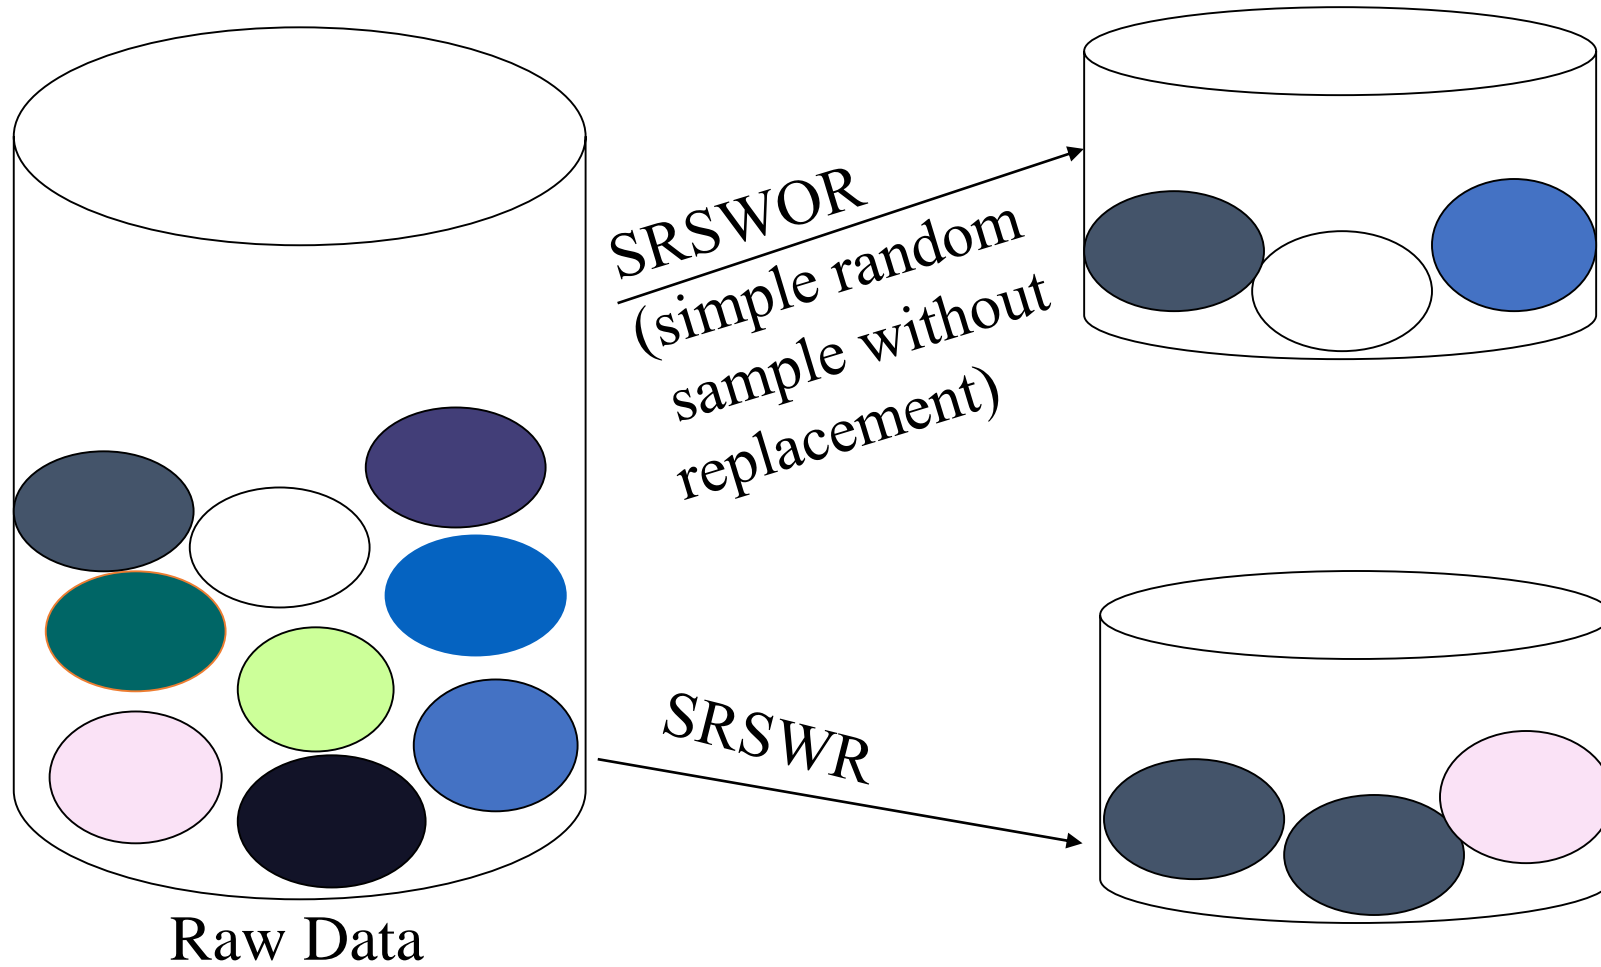 SRSWOR
(simple random
sample without
replacement)
SRSWR
Raw Data